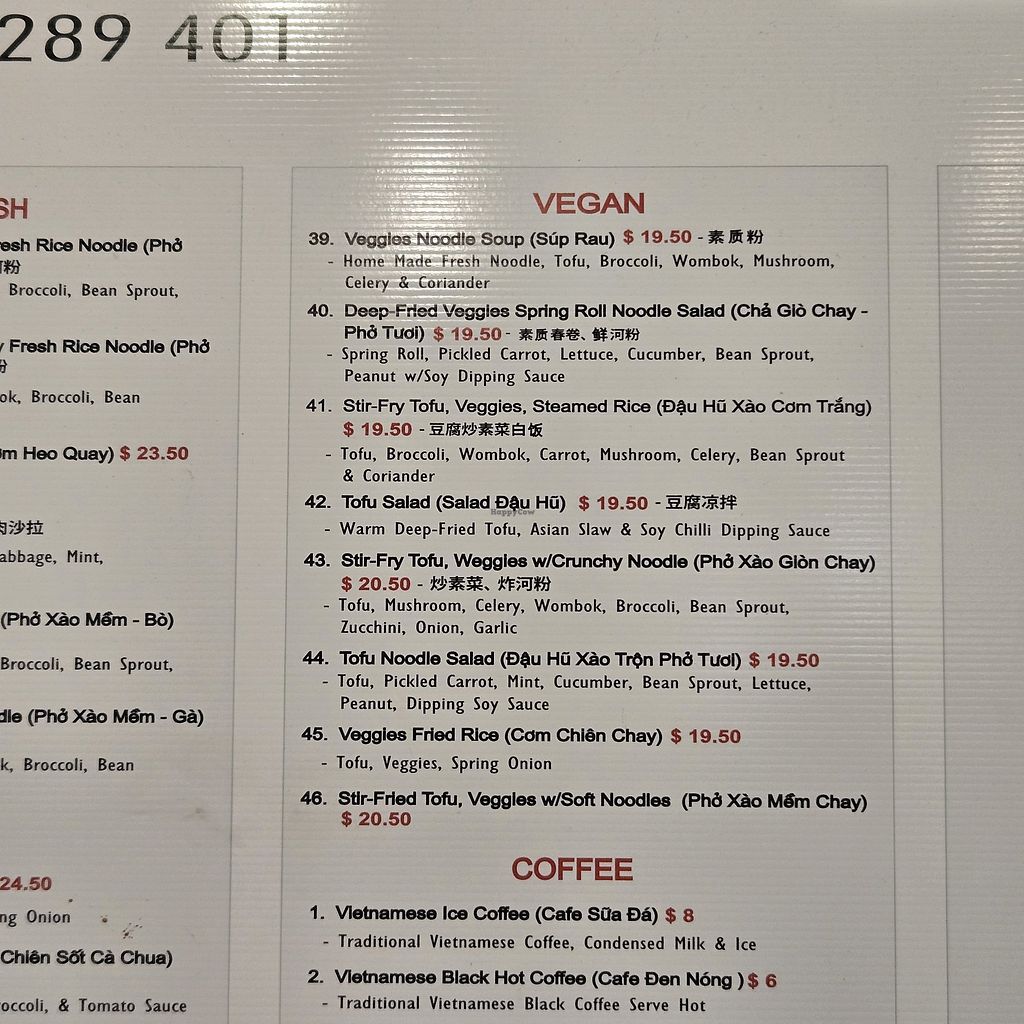 289 401
SH
resh Rice Noodle (Phở
河粉
Broccoli, Bean Sprout,
y Fresh Rice Noodle (Phở
粉
ok, Broccoli, Bean
m Heo Quay) $ 23.50
肉沙拉
abbage, Mint,
(Phở Xào Mềm - Bò)
Broccoli, Bean Sprout,
dle (Phở Xào Mềm - Gà)
k, Broccoli, Bean
24.50
ng Onion
Chiên Sốt Cà Chua)
occoli, & Tomato Sauce
VEGAN
39. Veggies Noodle Soup (Súp Rau) $ 19.50 - 素质粉
- Home Made Fresh Noodle, Tofu, Broccoli, Wombok, Mushroom,
Celery & Coriander
40. Deep-Fried Veggies Spring Roll Noodle Salad (Chả Giò Chay -
Phở Tươi) $ 19.50 - 素质春卷、鲜河粉
- Spring Roll, Pickled Carrot, Lettuce, Cucumber, Bean Sprout,
Peanut w/Soy Dipping Sauce
41. Stir-Fry Tofu, Veggies, Steamed Rice (Đậu Hũ Xào Cơm Trắng)
$ 19.50 - 豆腐炒素菜白饭
- Tofu, Broccoli, Wombok, Carrot, Mushroom, Celery, Bean Sprout
& Coriander
42. Tofu Salad (Salad Đậu Hũ) $ 19.50 - 豆腐凉拌
HappyCow
- Warm Deep-Fried Tofu, Asian Slaw & Soy Chilli Dipping Sauce
43. Stir-Fry Tofu, Weggies w/Crunchy Noodle (Phở Xào Giòn Chay)
$ 20.50 - 炒素菜、炸河粉
- Tofu, Mushroom, Celery, Wombok, Broccoli, Bean Sprout,
Zucchini, Onion, Garlic
44. Tofu Noodle Salad (Đậu Hũ Xào Trộn Phở Tươi) $ 19.50
- Tofu, Pickled Carrot, Mint, Cucumber, Bean Sprout, Lettuce,
Peanut, Dipping Soy Sauce
45. Veggies Fried Rice (Cơm Chiên Chay) $ 19.50
- Tofu, Veggies, Spring Onion
46. Stir-Fried Tofu, Veggies w/Soft Noodles (Phở Xào Mềm Chay)
$ 20.50
COFFEE
1. Vietnamese Ice Coffee (Cafe Sữa Đá) $ 8
- Traditional Vietnamese Coffee, Condensed Milk & Ice
2. Vietnamese Black Hot Coffee (Cafe Đen Nóng ) $ 6
- Traditional Vietnamese Black Coffee Serve Hot